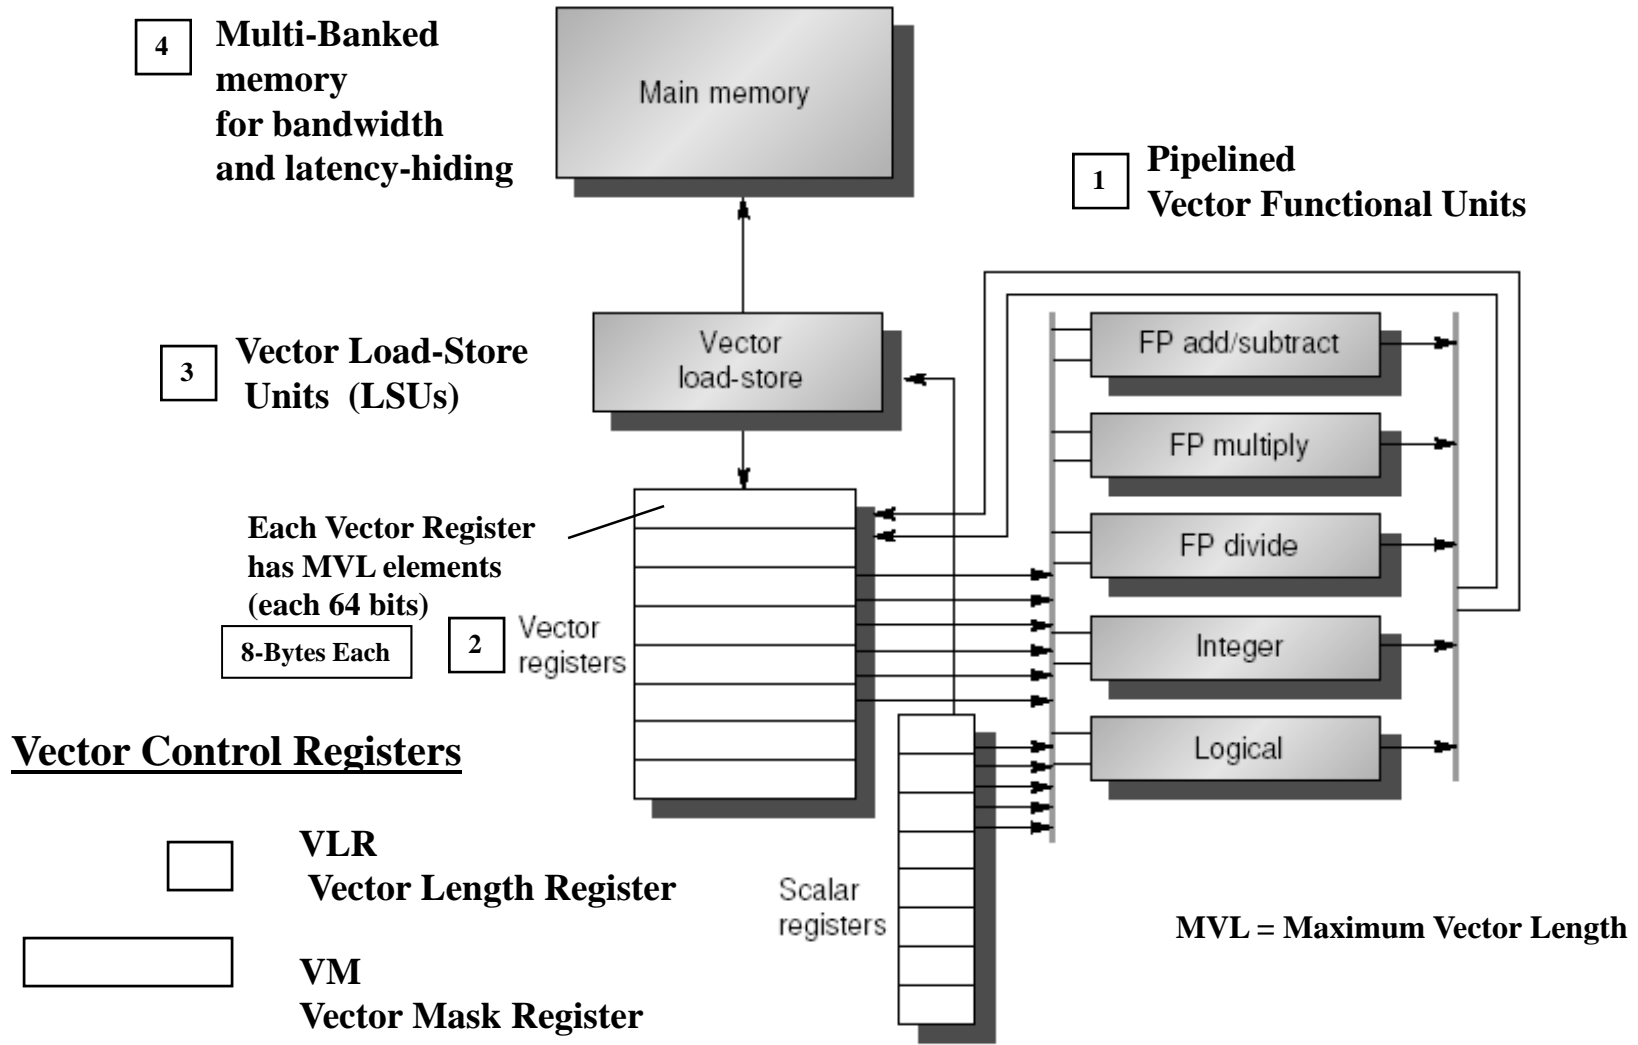 4
Multi-Banked
memory
for bandwidth
and latency-hiding
Main memory
1
Pipelined
Vector Functional Units
3
Vector Load-Store
Units (LSUs)
Vector
load-store
FP add/subtract
FP multiply
FP divide
Integer
Logical
Each Vector Register
has MVL elements
(each 64 bits)
8-Bytes Each
2
Vector
registers
Vector Control Registers
VLR
Vector Length Register
VM
Vector Mask Register
Scalar
registers
MVL = Maximum Vector Length